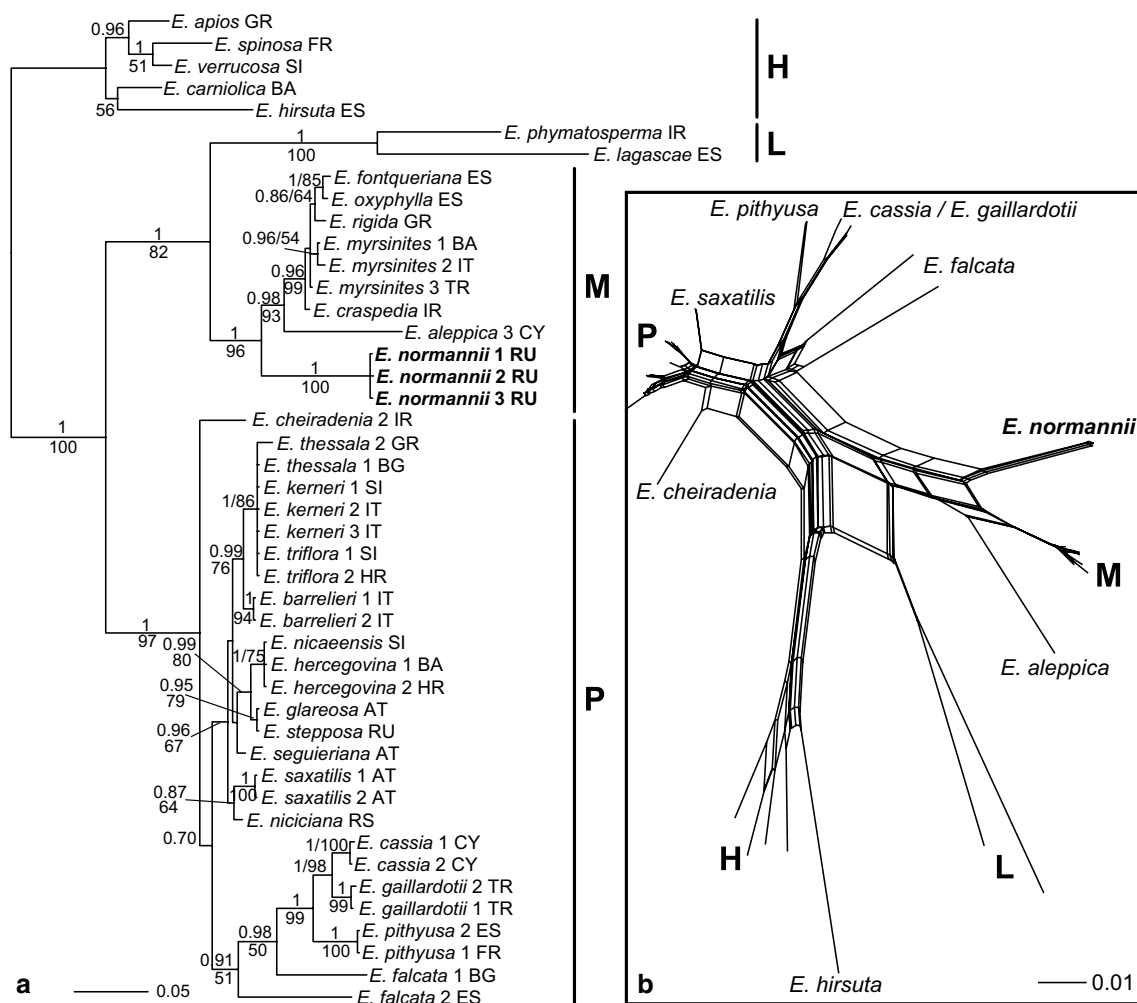 0.96
E. apios GR
1
51
E. spinosa FR
E. verrucosa SI
56
E. carniolica BA
E. hirsuta ES
H
1
100
E. phymatosperma IR
E. lagascae ES
L
1
82
1/85
E. fontqueriana ES
0.86/64
E. oxyphylla ES
E. rigida GR
0.96/54
E. myrsinites 1 BA
E. myrsinites 2 IT
0.96
99
E. myrsinites 3 TR
E. craspedia IR
0.98
93
E. aleppica 3 CY
1
96
1
100
E. normannii 1 RU
E. normannii 2 RU
E. normannii 3 RU
M
1
100
E. cheiradenia 2 IR
E. thessala 2 GR
E. thessala 1 BG
E. kerneri 1 SI
1/86
E. kerneri 2 IT
E. kerneri 3 IT
E. triflora 1 SI
0.99
76
E. triflora 2 HR
1
94
E. barrelieri 1 IT
E. barrelieri 2 IT
1
97
0.99
80
1/75
E. nicaeensis SI
E. hercegovina 1 BA
E. hercegovina 2 HR
0.95
79
E. glareosa AT
E. stepposa RU
0.96
67
E. seguieriana AT
1
100
E. saxatilis 1 AT
E. saxatilis 2 AT
0.87
64
E. niciciana RS
0.70
1/100
E. cassia 1 CY
E. cassia 2 CY
1/98
1
99
E. gaillardotii 2 TR
E. gaillardotii 1 TR
1
99
1
100
E. pithyusa 2 ES
E. pithyusa 1 FR
0.98
50
E. falcata 1 BG
0.91
51
E. falcata 2 ES
P
a
0.05
E. pithyusa
E. cassia / E. gaillardotii
E. falcata
E. saxatilis
P
E. normannii
E. cheiradenia
M
E. aleppica
H
L
E. hirsuta
b
0.01